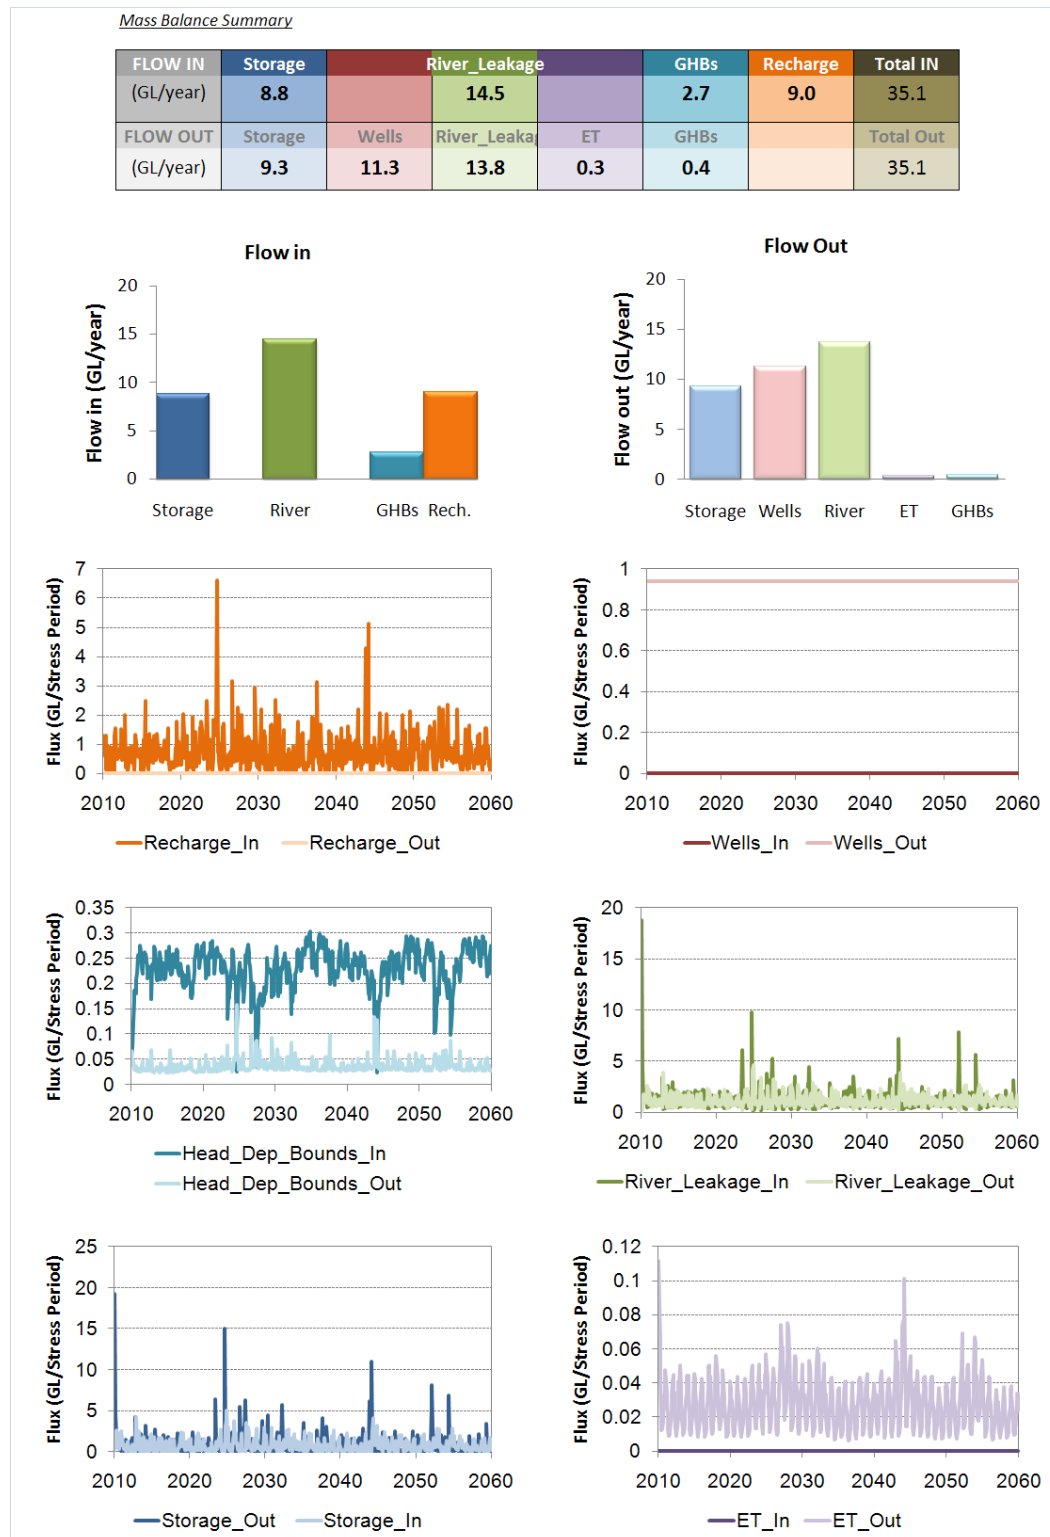 Mass Balance Summary
FLOW IN Storage River_Leakage GHBs Recharge Total IN
(GL/year) 8.8 14.5 2.7 9.0 35.1
FLOW OUT Storage Wells River_Leakag ET GHBs Total Out
(GL/year) 9.3 11.3 13.8 0.3 0.4 35.1
Flow in
Flow in (GL/year)
20
15
10
5
0
Storage River GHBs Rech.
Flow Out
Flow out (GL/year)
20
15
10
5
0
Storage Wells River ET GHBs
Flux (GL/Stress Period)
7
6
5
4
3
2
1
0
2010 2020 2030 2040 2050 2060
Recharge_In Recharge_Out
Flux (GL/Stress Period)
1
0.8
0.6
0.4
0.2
0
2010 2020 2030 2040 2050 2060
Wells_In Wells_Out
Flux (GL/Stress Period)
0.35
0.3
0.25
0.2
0.15
0.1
0.05
0
2010 2020 2030 2040 2050 2060
Head_Dep_Bounds_In
Head_Dep_Bounds_Out
Flux (GL/Stress Period)
20
15
10
5
0
2010 2020 2030 2040 2050 2060
River_Leakage_In River_Leakage_Out
Flux (GL/Stress Period)
25
20
15
10
5
0
2010 2020 2030 2040 2050 2060
Storage_Out Storage_In
Flux (GL/Stress Period)
0.12
0.1
0.08
0.06
0.04
0.02
0
2010 2020 2030 2040 2050 2060
ET_In ET_Out